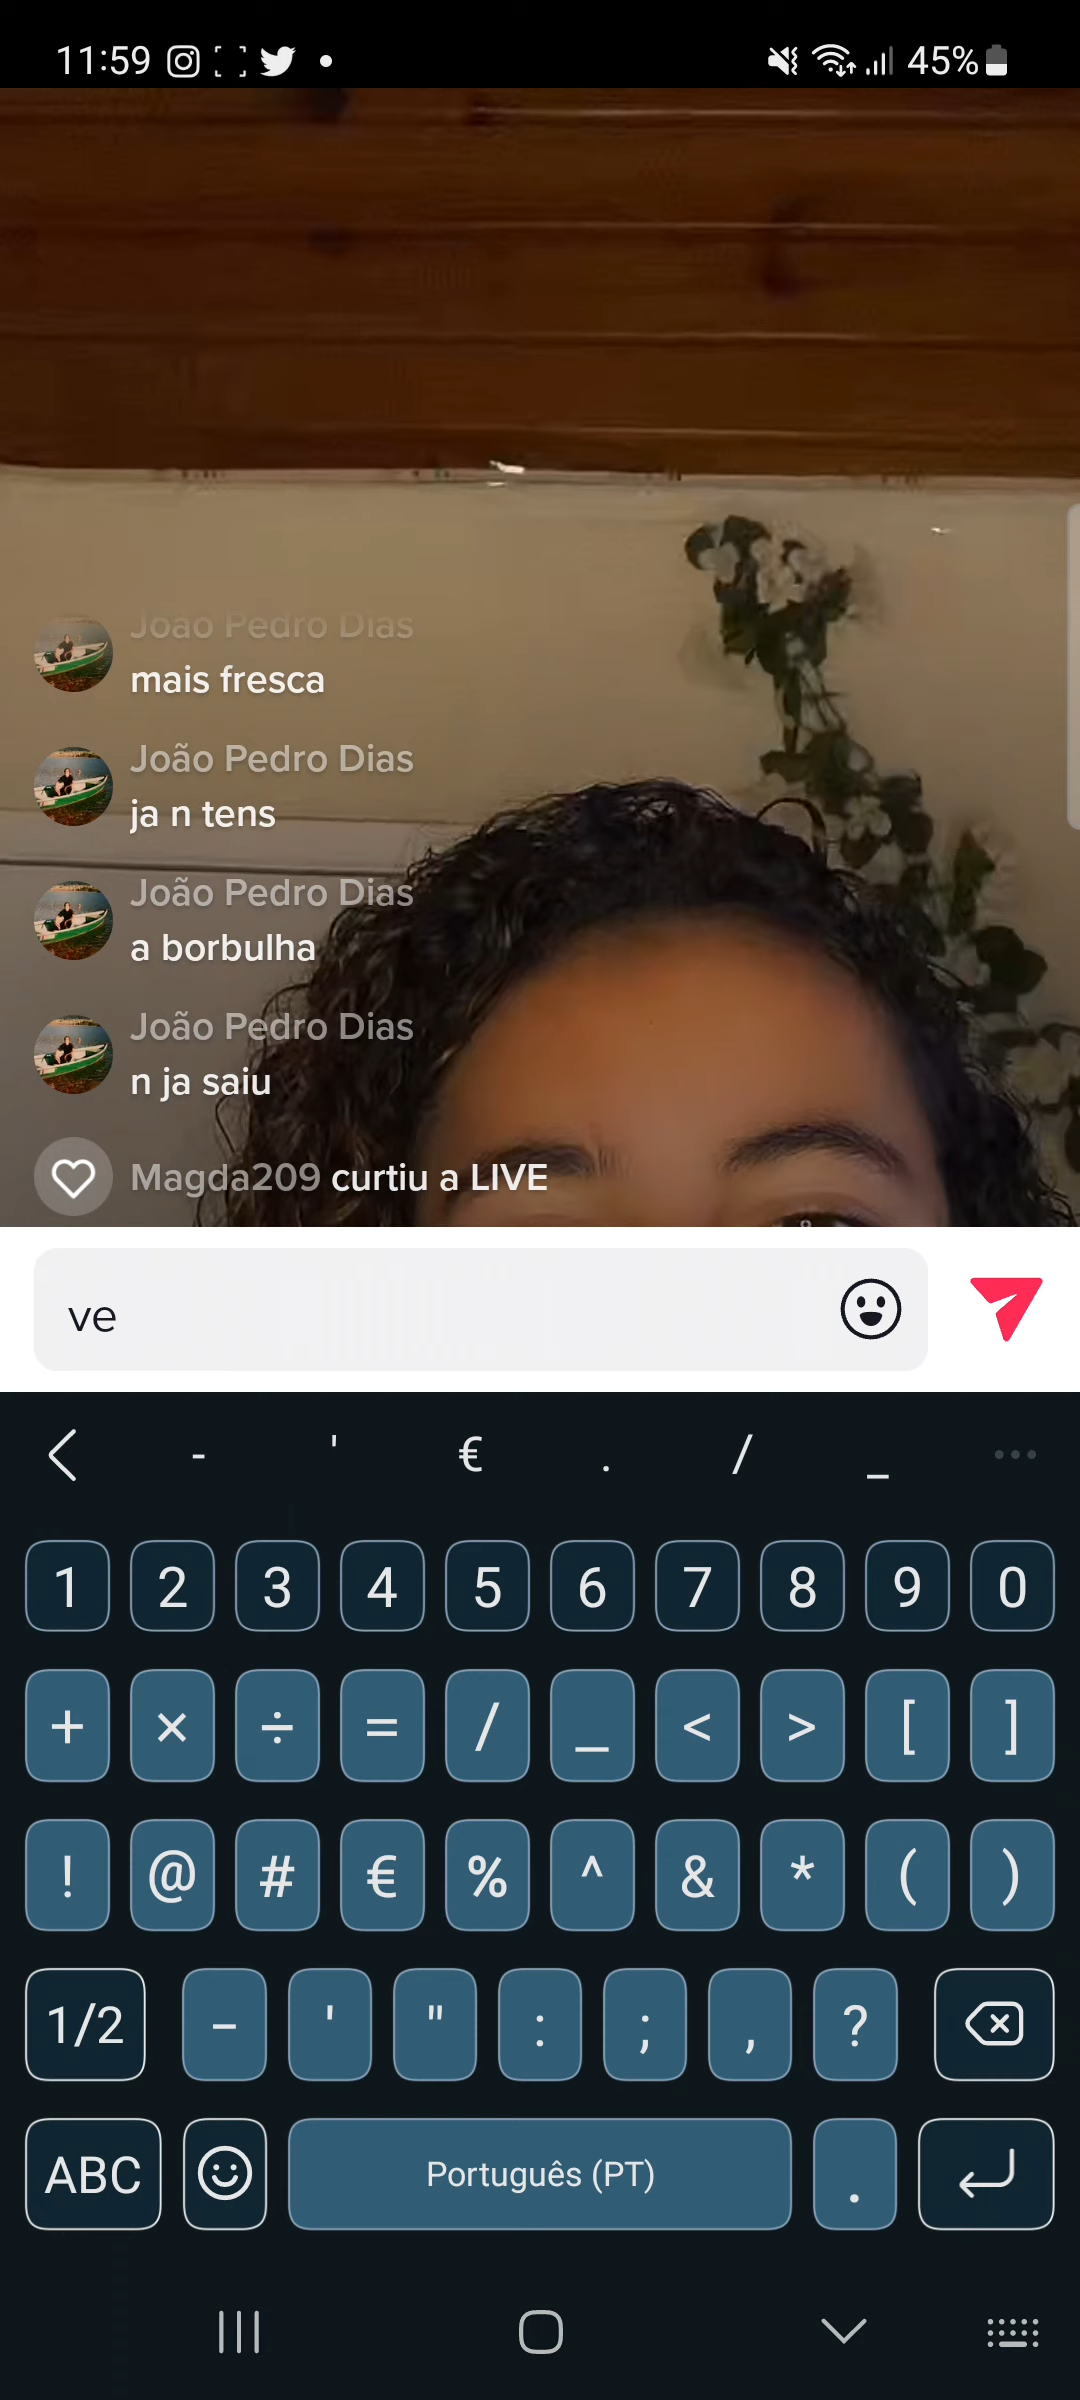 11:59 45%
João Pedro Dias
mais fresca
João Pedro Dias
ja n tens
João Pedro Dias
a borbulha
João Pedro Dias
n ja saiu
Magda209 curtiu a LIVE
ve
- ' € . / _
1 2 3 4 5 6 7 8 9 0
+ × ÷ = / _ < > [ ]
! @ # € % ^ & * ( )
1/2 - ' " : ; , ?
ABC Português (PT) .